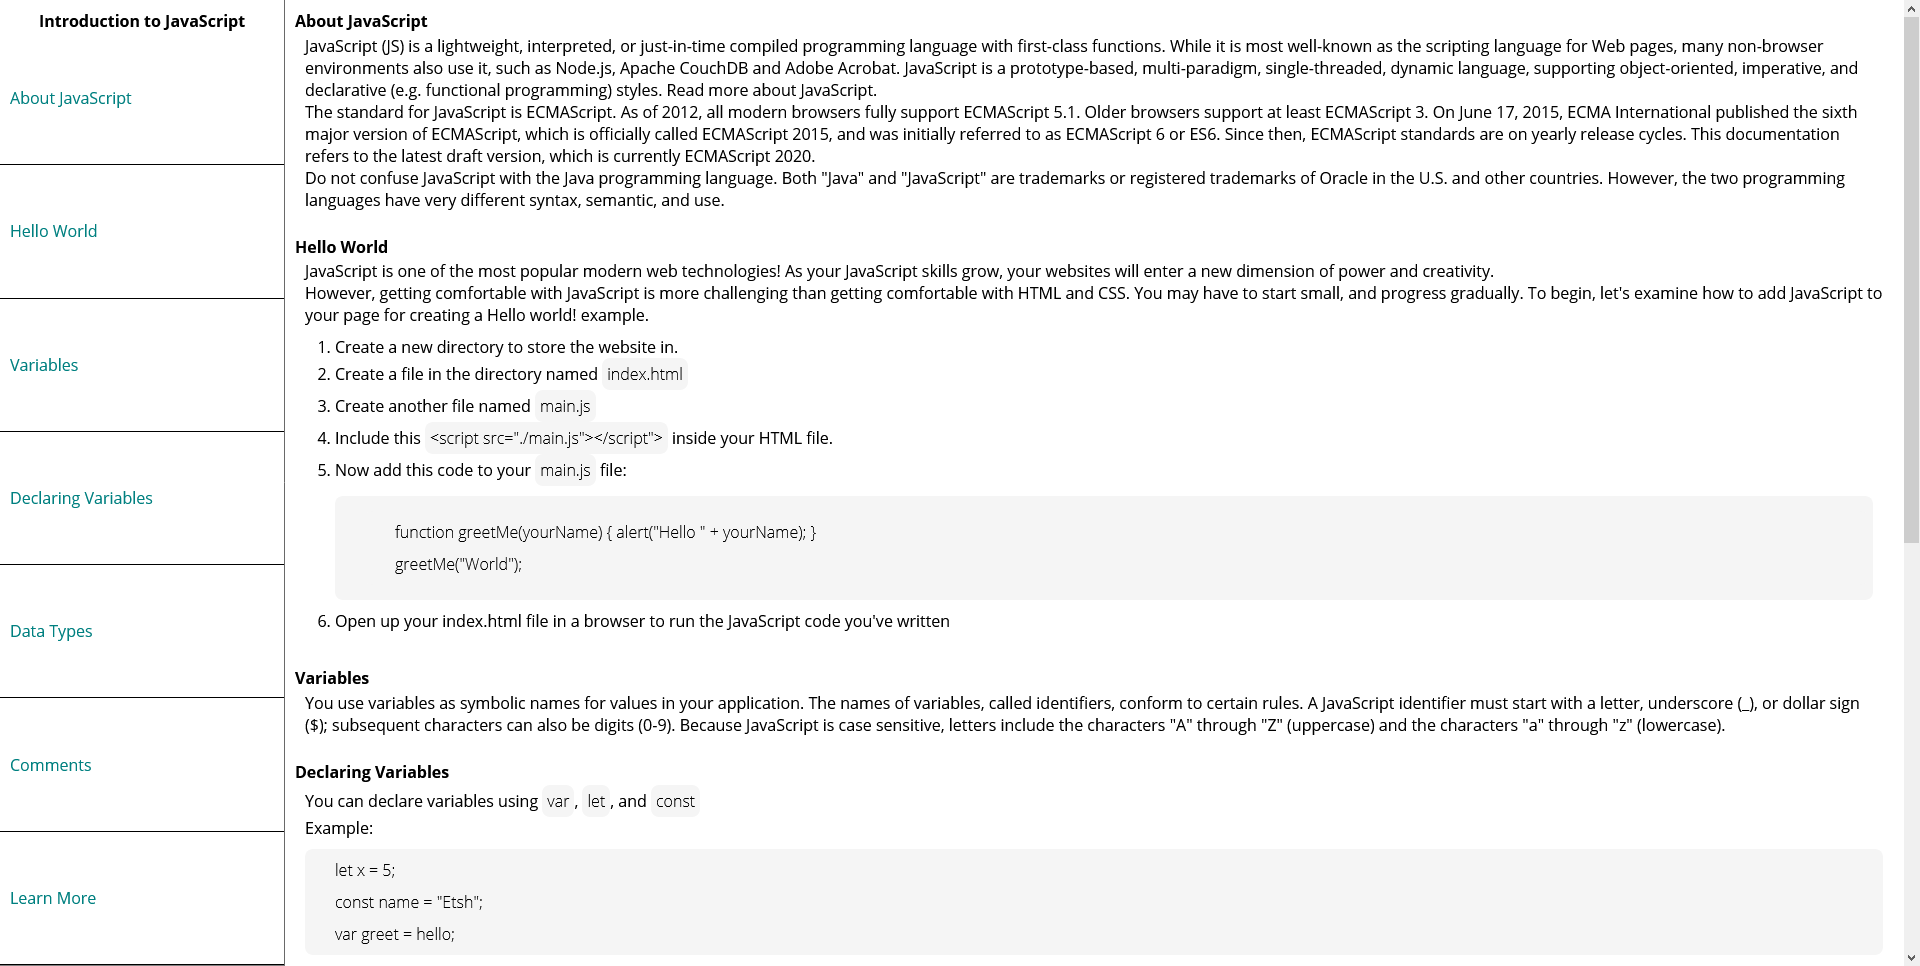 Introduction to JavaScript
About JavaScript
Hello World
Variables
Declaring Variables
Data Types
Comments
Learn More
About JavaScript
JavaScript (JS) is a lightweight, interpreted, or just-in-time compiled programming language with first-class functions. While it is most well-known as the scripting language for Web pages, many non-browser
environments also use it, such as Node.js, Apache CouchDB and Adobe Acrobat. JavaScript is a prototype-based, multi-paradigm, single-threaded, dynamic language, supporting object-oriented, imperative, and
declarative (e.g. functional programming) styles. Read more about JavaScript.
The standard for JavaScript is ECMAScript. As of 2012, all modern browsers fully support ECMAScript 5.1. Older browsers support at least ECMAScript 3. On June 17, 2015, ECMA International published the sixth
major version of ECMAScript, which is officially called ECMAScript 2015, and was initially referred to as ECMAScript 6 or ES6. Since then, ECMAScript standards are on yearly release cycles. This documentation
refers to the latest draft version, which is currently ECMAScript 2020.
Do not confuse JavaScript with the Java programming language. Both "Java" and "JavaScript" are trademarks or registered trademarks of Oracle in the U.S. and other countries. However, the two programming
languages have very different syntax, semantic, and use.
Hello World
JavaScript is one of the most popular modern web technologies! As your JavaScript skills grow, your websites will enter a new dimension of power and creativity.
However, getting comfortable with JavaScript is more challenging than getting comfortable with HTML and CSS. You may have to start small, and progress gradually. To begin, let's examine how to add JavaScript to
your page for creating a Hello world! example.
1. Create a new directory to store the website in.
2. Create a file in the directory named index.html
3. Create another file named main.js
4. Include this <script src="./main.js"></script"> inside your HTML file.
5. Now add this code to your main.js file:
function greetMe(yourName) { alert("Hello " + yourName); }
greetMe("World");
6. Open up your index.html file in a browser to run the JavaScript code you've written
Variables
You use variables as symbolic names for values in your application. The names of variables, called identifiers, conform to certain rules. A JavaScript identifier must start with a letter, underscore (_), or dollar sign
($); subsequent characters can also be digits (0-9). Because JavaScript is case sensitive, letters include the characters "A" through "Z" (uppercase) and the characters "a" through "z" (lowercase).
Declaring Variables
You can declare variables using var , let , and const
Example:
let x = 5;
const name = "Etsh";
var greet = hello;